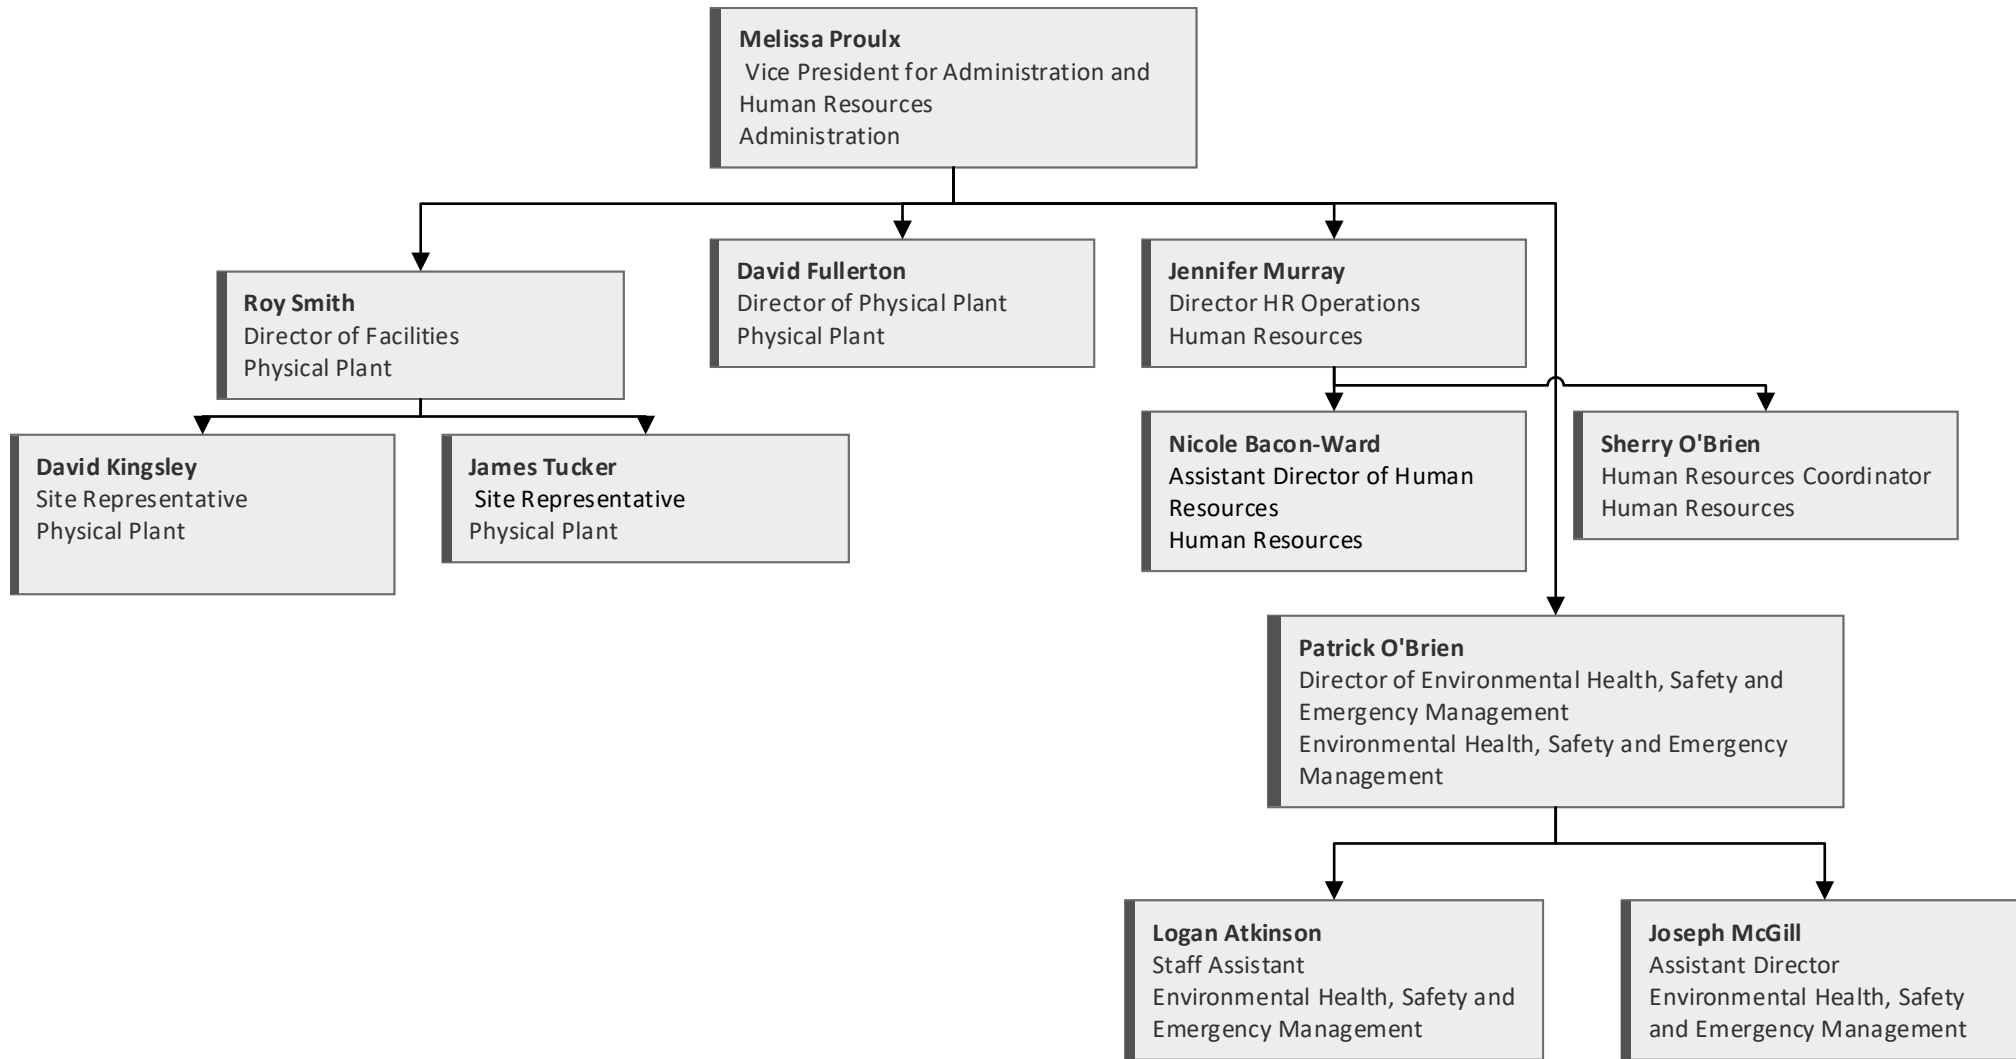 Melissa Proulx
Vice President for Administration and
Human Resources
Administration
Roy Smith
Director of Facilities
Physical Plant
David Fullerton
Director of Physical Plant
Physical Plant
Jennifer Murray
Director HR Operations
Human Resources
David Kingsley
Site Representative
Physical Plant
James Tucker
Site Representative
Physical Plant
Nicole Bacon-Ward
Assistant Director of Human
Resources
Human Resources
Sherry O'Brien
Human Resources Coordinator
Human Resources
Patrick O'Brien
Director of Environmental Health, Safety and
Emergency Management
Environmental Health, Safety and Emergency
Management
Logan Atkinson
Staff Assistant
Environmental Health, Safety and
Emergency Management
Joseph McGill
Assistant Director
Environmental Health, Safety
and Emergency Management